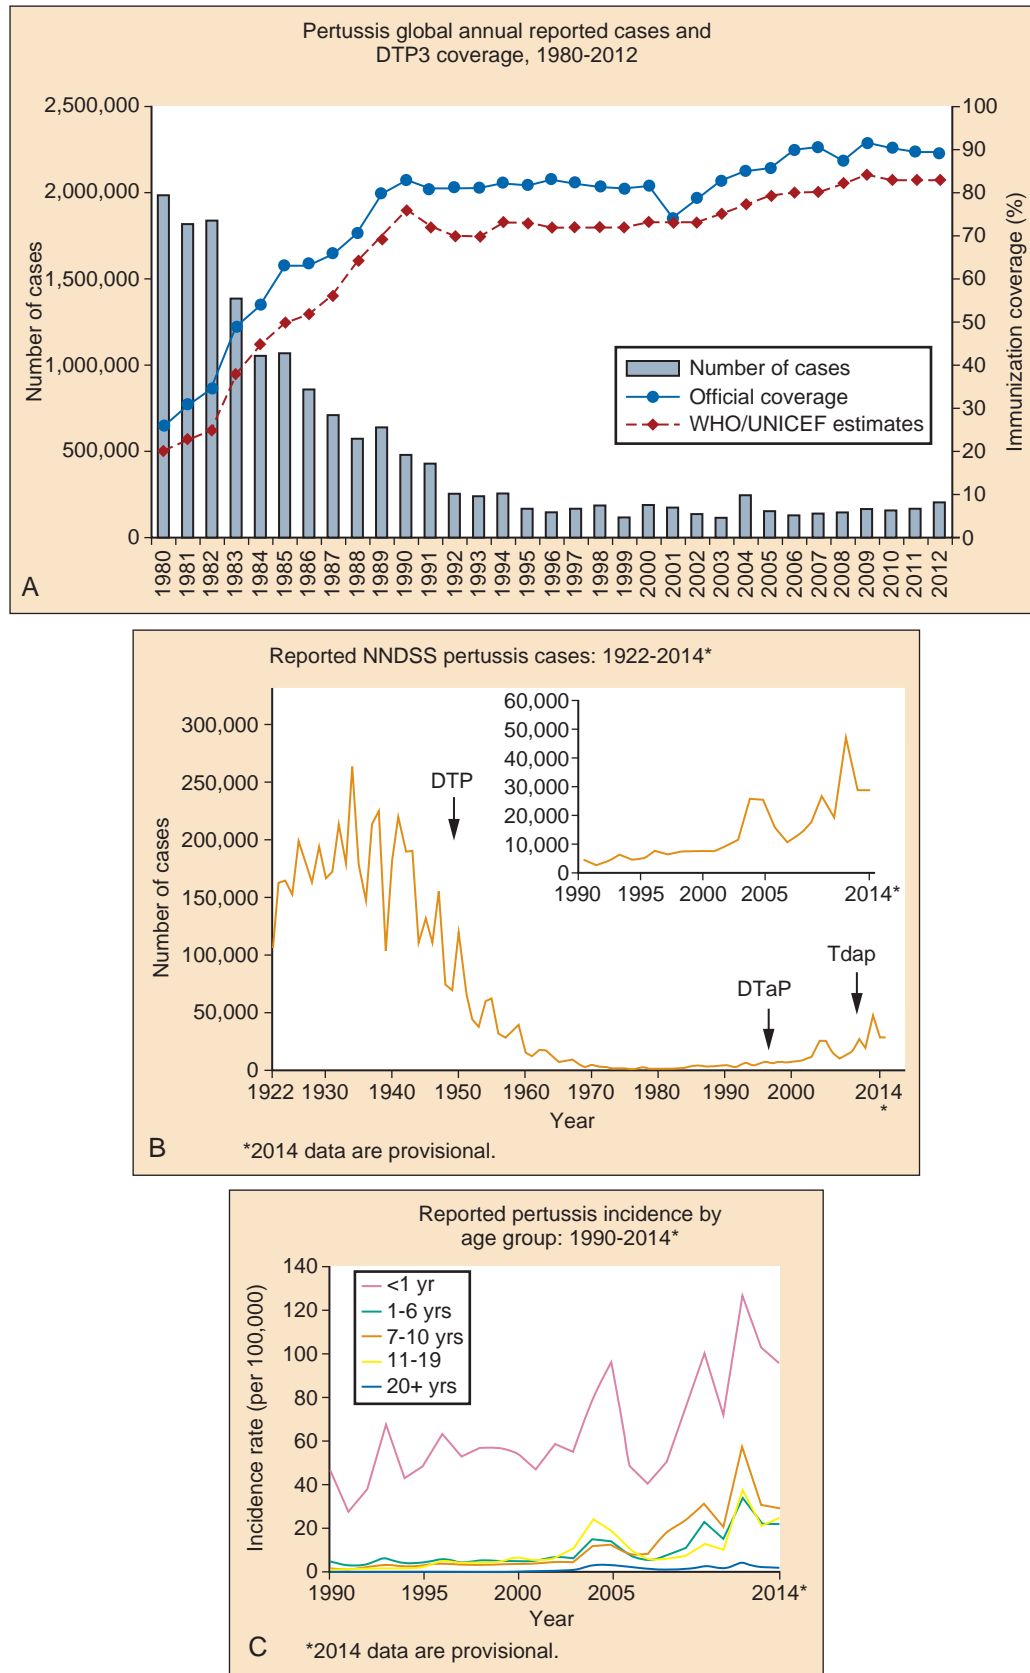 Pertussis global annual reported cases and
DTP3 coverage, 1980-2012
Number of cases
2,500,000
2,000,000
1,500,000
1,000,000
500,000
0
100
90
80
70
60
50
40
30
20
10
0
Immunization coverage (%)
Number of cases
Official coverage
WHO/UNICEF estimates
1980
1981
1982
1983
1984
1985
1986
1987
1988
1989
1990
1991
1992
1993
1994
1995
1996
1997
1998
1999
2000
2001
2002
2003
2004
2005
2006
2007
2008
2009
2010
2011
2012
A
Reported NNDSS pertussis cases: 1922-2014*
Number of cases
300,000
250,000
200,000
150,000
100,000
50,000
0
DTP
60,000
50,000
40,000
30,000
20,000
10,000
0
1990 1995 2000 2005 2014*
DTaP
Tdap
1922 1930 1940 1950 1960 1970 1980 1990 2000 2014
*
Year
B
*2014 data are provisional.
Reported pertussis incidence by
age group: 1990-2014*
Incidence rate (per 100,000)
140
120
100
80
60
40
20
0
<1 yr
1-6 yrs
7-10 yrs
11-19
20+ yrs
1990 1995 2000 2005 2014*
Year
C
*2014 data are provisional.